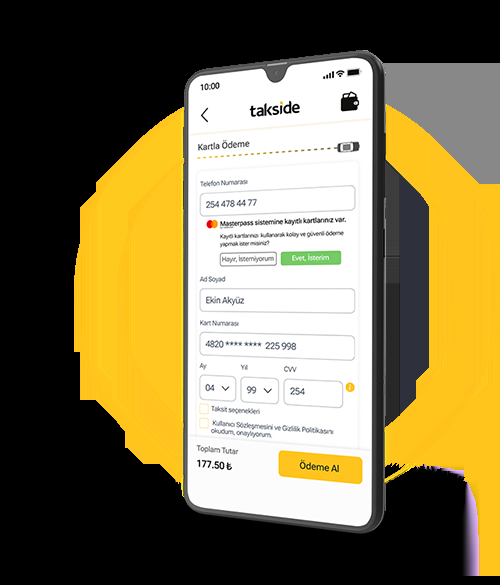 10:00
takside
Kartla Ödeme
Telefon Numarası
254 478 44 77
Masterpass sistemine kayıtlı kartlarınız var.
Kayıtlı kartlarınızı kullanarak kolay ve güvenli ödeme
yapmak ister misiniz?
Hayır, İstemiyorum Evet, İsterim
Ad Soyad
Ekin Akyüz
Kart Numarası
4820 **** **** 225 998
Ay Yıl CVV
04 99 254
Taksit seçenekleri
Kullanıcı Sözleşmesini ve Gizlilik Politikasını
okudum, onaylıyorum.
Toplam Tutar
177.50 ₺ Ödeme Al